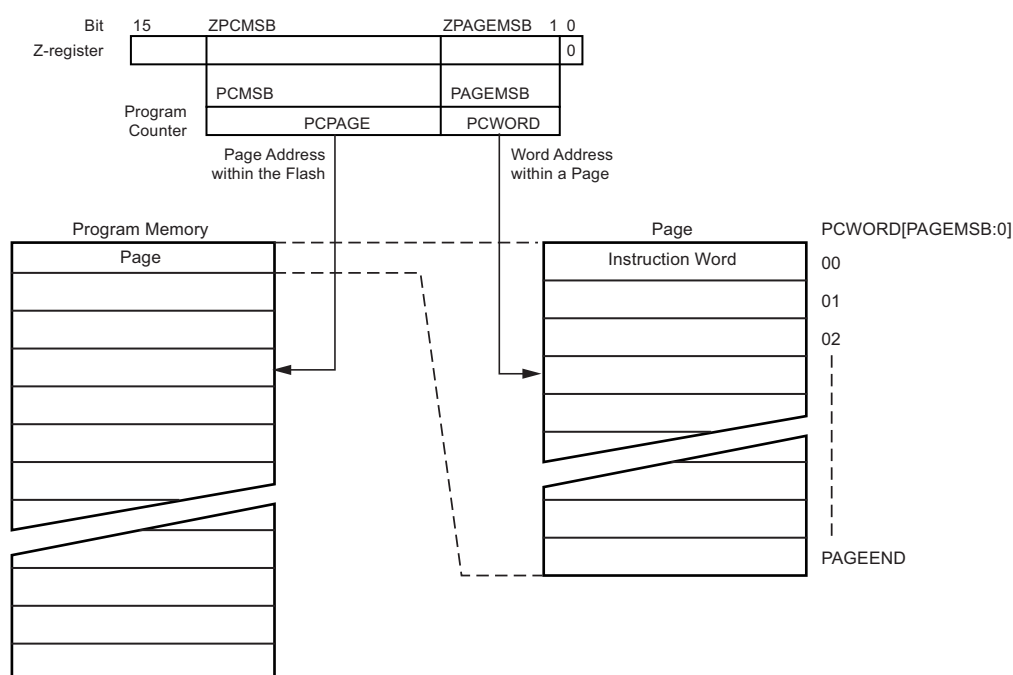 Bit 15 ZPCMSB ZPAGEMSB 1 0
Z-register 0
PCMSB PAGEMSB
Program
Counter
PCPAGE PCWORD
Page Address
within the Flash
Word Address
within a Page
Program Memory
Page
Page PCWORD[PAGEMSB:0]
Instruction Word 00
01
02
PAGEEND